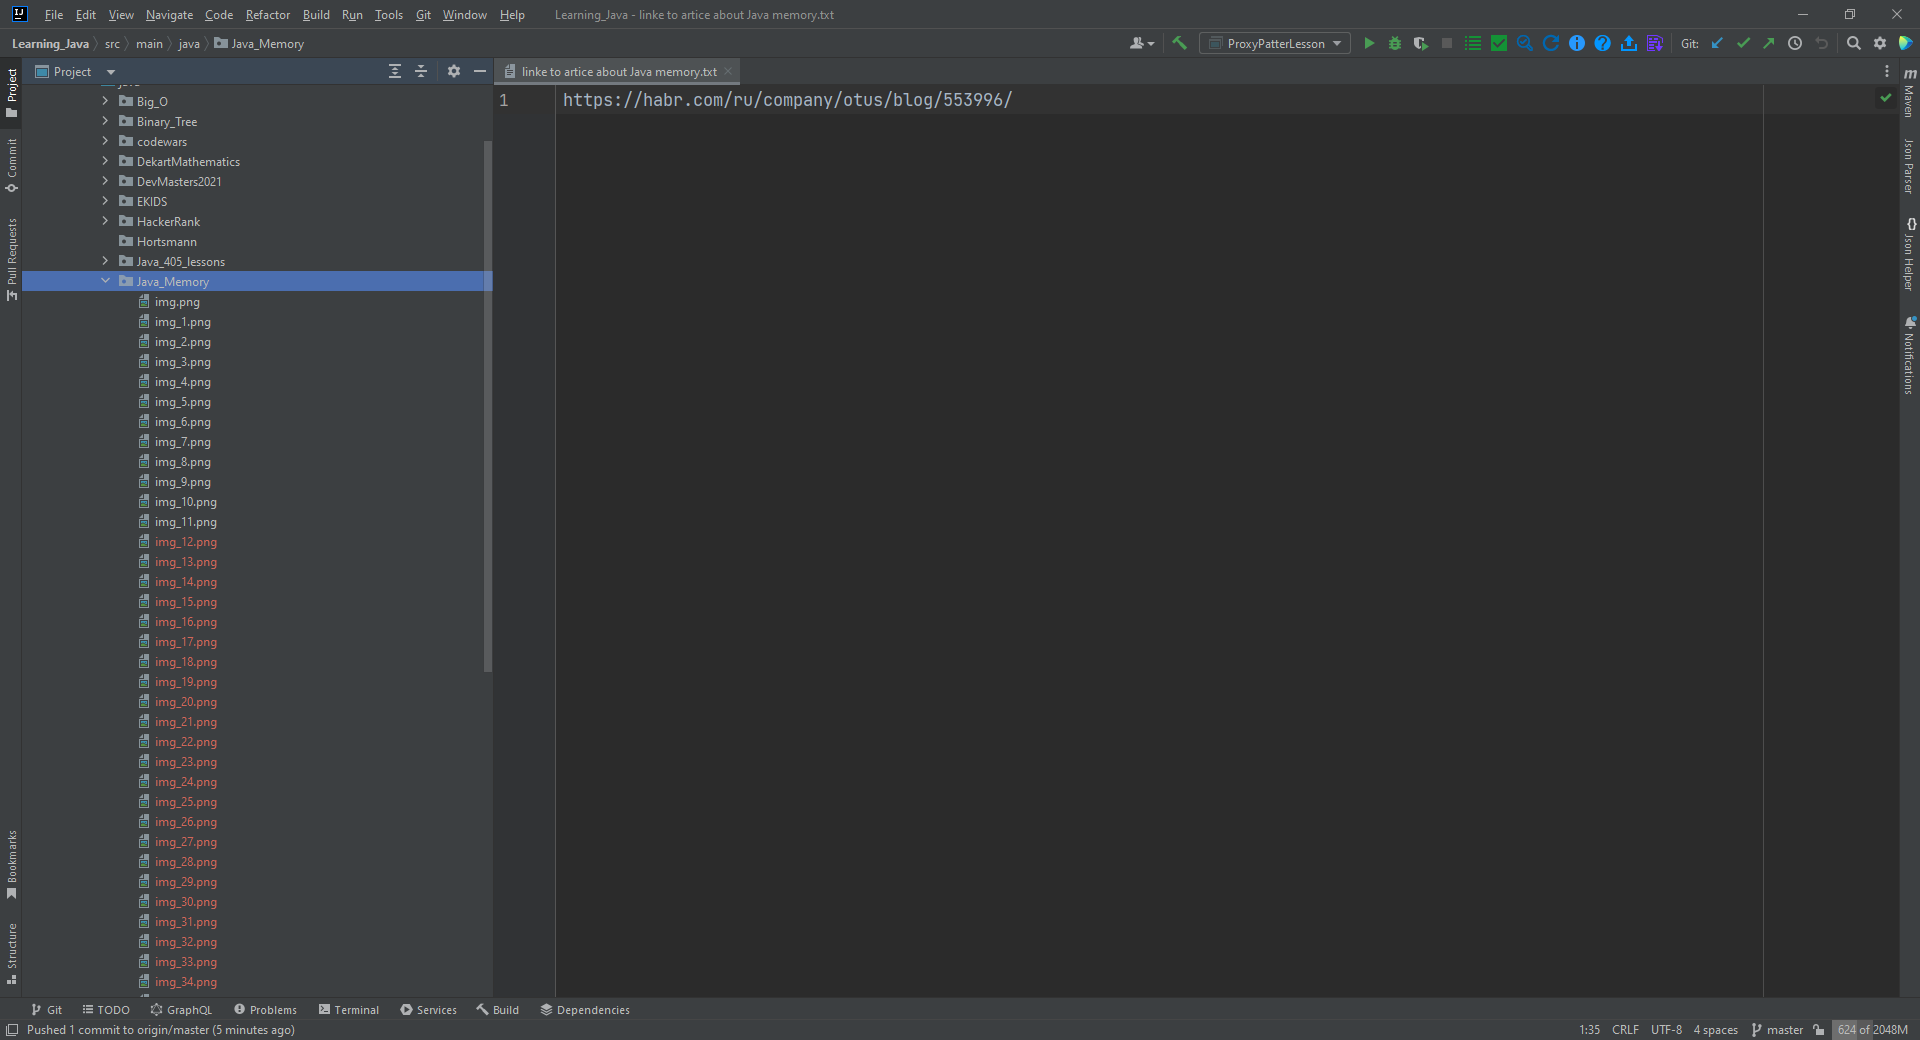 File Edit View Navigate Code Refactor Build Run Tools Git Window Help Learning_Java - linke to artice about Java memory.txt
Learning_Java src main java Java_Memory ProxyPatterLesson Git:
Project linke to artice about Java memory.txt
Big_O
Binary_Tree
codewars
DekartMathematics
DevMasters2021
EKIDS
HackerRank
Hortsmann
Java_405_lessons
Java_Memory
img.png
img_1.png
img_2.png
img_3.png
img_4.png
img_5.png
img_6.png
img_7.png
img_8.png
img_9.png
img_10.png
img_11.png
img_12.png
img_13.png
img_14.png
img_15.png
img_16.png
img_17.png
img_18.png
img_19.png
img_20.png
img_21.png
img_22.png
img_23.png
img_24.png
img_25.png
img_26.png
img_27.png
img_28.png
img_29.png
img_30.png
img_31.png
img_32.png
img_33.png
img_34.png
1 https://habr.com/ru/company/otus/blog/553996/
Project
Commit
Pull Requests
Bookmarks
Structure
Maven
Json Parser
Json Helper
Notifications
Git TODO GraphQL Problems Terminal Services Build Dependencies
Pushed 1 commit to origin/master (5 minutes ago) 1:35 CRLF UTF-8 4 spaces master 624 of 2048M